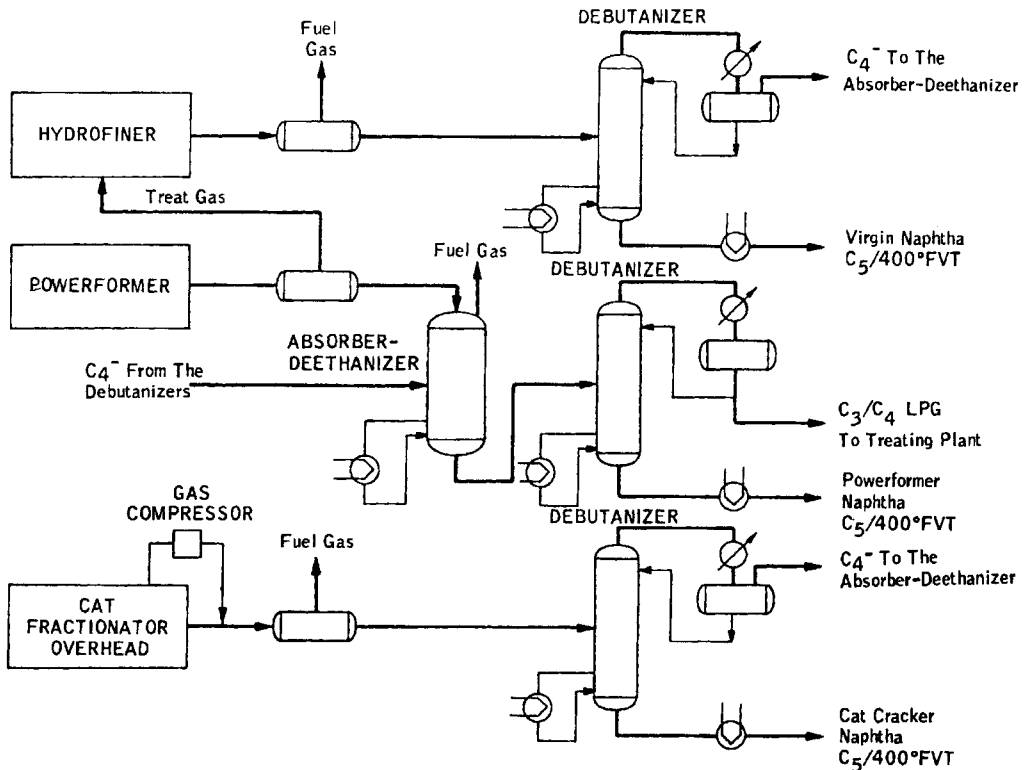 DEBUTANIZER
Fuel
Gas
C₄⁻ To The
Absorber-Deethanizer
HYDROFINER
Treat Gas
Virgin Naphtha
C₅/400°FVT
Fuel Gas
DEBUTANIZER
POWERFORMER
ABSORBER-
DEETHANIZER
C₄⁻ From The
Debutanizers
C₃/C₄ LPG
To Treating Plant
Powerformer
Naphtha
C₅/400°FVT
GAS
COMPRESSOR
DEBUTANIZER
Fuel Gas
C₄⁻ To The
Absorber-Deethanizer
CAT
FRACTIONATOR
OVERHEAD
Cat Cracker
Naphtha
C₅/400°FVT